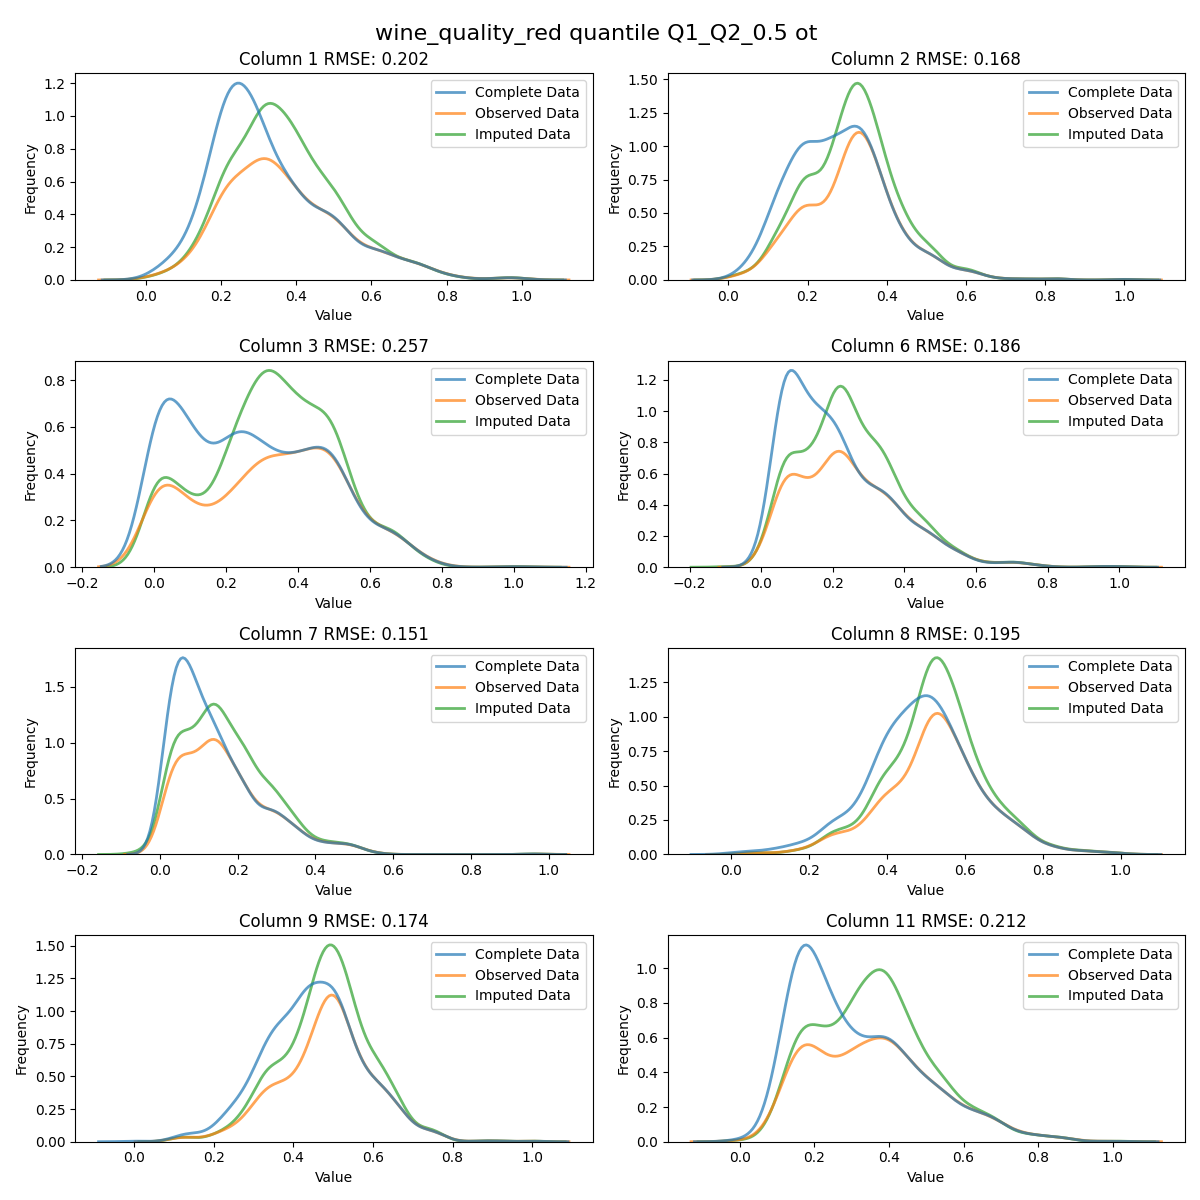 wine_quality_red quantile Q1_Q2_0.5 ot
Column 1 RMSE: 0.202
Frequency
0.0
0.2
0.4
0.6
0.8
1.0
1.2
Complete Data
Observed Data
Imputed Data
0.0 0.2 0.4 0.6 0.8 1.0
Value
Column 2 RMSE: 0.168
Frequency
0.00
0.25
0.50
0.75
1.00
1.25
1.50
Complete Data
Observed Data
Imputed Data
0.0 0.2 0.4 0.6 0.8 1.0
Value
Column 3 RMSE: 0.257
Frequency
0.0
0.2
0.4
0.6
0.8
Complete Data
Observed Data
Imputed Data
−0.2 0.0 0.2 0.4 0.6 0.8 1.0 1.2
Value
Column 6 RMSE: 0.186
Frequency
0.0
0.2
0.4
0.6
0.8
1.0
1.2
Complete Data
Observed Data
Imputed Data
−0.2 0.0 0.2 0.4 0.6 0.8 1.0
Value
Column 7 RMSE: 0.151
Frequency
0.0
0.5
1.0
1.5
Complete Data
Observed Data
Imputed Data
−0.2 0.0 0.2 0.4 0.6 0.8 1.0
Value
Column 8 RMSE: 0.195
Frequency
0.00
0.25
0.50
0.75
1.00
1.25
Complete Data
Observed Data
Imputed Data
0.0 0.2 0.4 0.6 0.8 1.0
Value
Column 9 RMSE: 0.174
Frequency
0.00
0.25
0.50
0.75
1.00
1.25
1.50
Complete Data
Observed Data
Imputed Data
0.0 0.2 0.4 0.6 0.8 1.0
Value
Column 11 RMSE: 0.212
Frequency
0.0
0.2
0.4
0.6
0.8
1.0
Complete Data
Observed Data
Imputed Data
0.0 0.2 0.4 0.6 0.8 1.0
Value